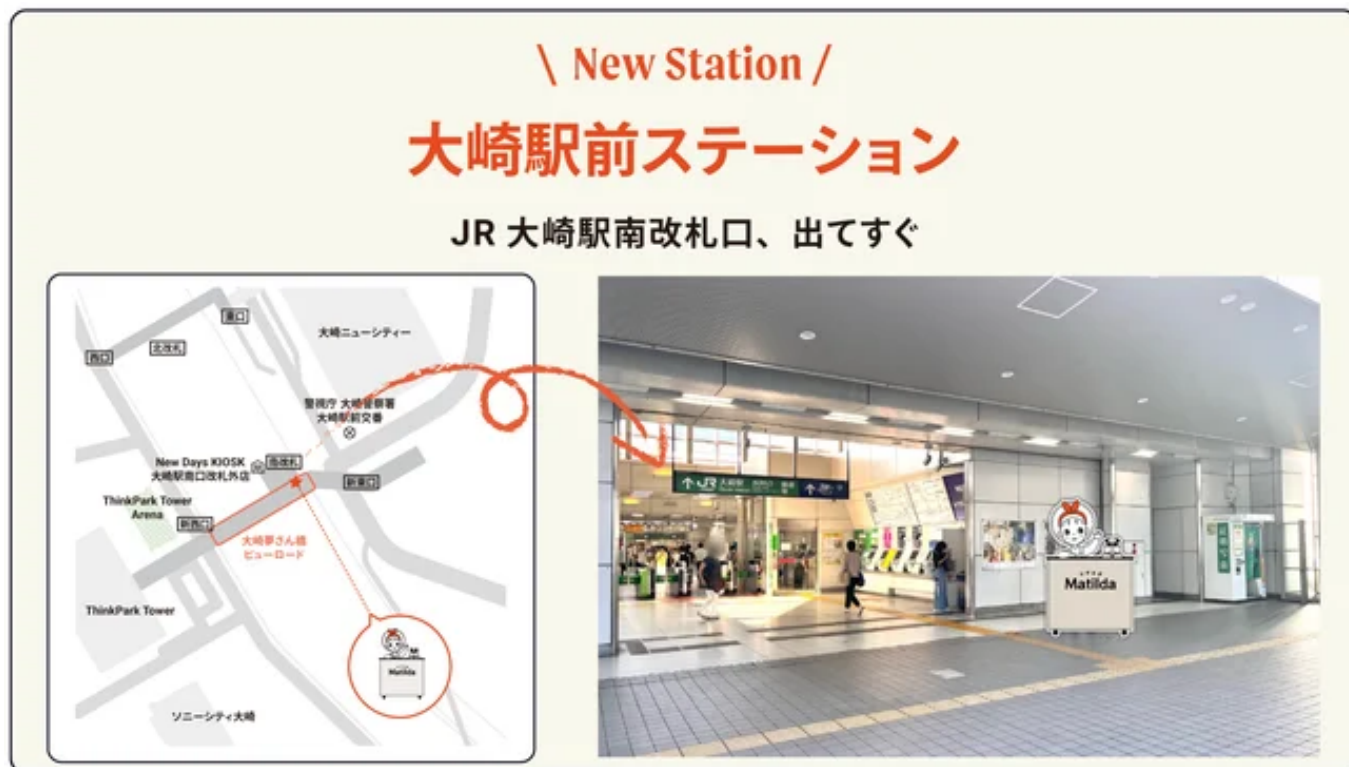 \ New Station /
大崎駅前ステーション
JR 大崎駅南改札口、出てすぐ
東口
大崎ニューシティー
北改札
西口
警視庁 大崎警察署
大崎駅前交番
New Days KIOSK
大崎駅南口改札外店
南改札
新東口
ThinkPark Tower
Arena
新西口
大崎夢さん橋
ビューロード
ThinkPark Tower
Matilda
ソニーシティ大崎
JR 大崎駅
Matilda